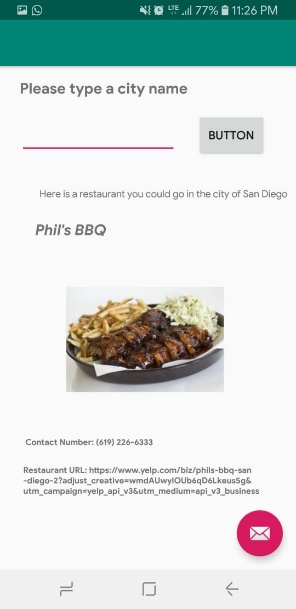 LTE 77% 11:26 PM
Please type a city name
BUTTON
Here is a restaurant you could go in the city of San Diego
Phil's BBQ
Contact Number: (619) 226-6333
Restaurant URL: https://www.yelp.com/biz/phils-bbq-san
-diego-2?adjust_creative=wmdAUwylOUb6qD6Lkeus5g&
utm_campaign=yelp_api_v3&utm_medium=api_v3_business